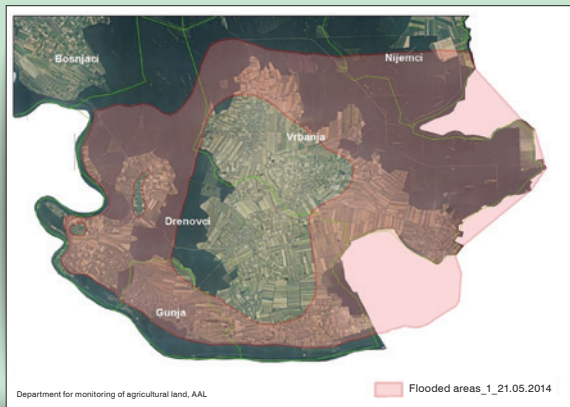 Bosnjaci
Nijemci
Vrbanja
Drenovci
Gunja
Department for monitoring of agricultural land, AAL
Flooded areas_1_21.05.2014